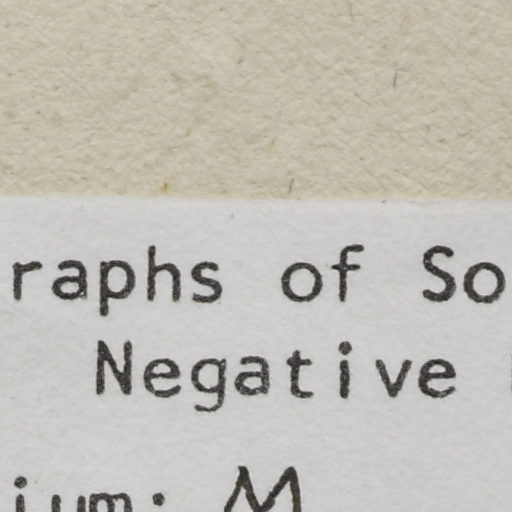 raphs of So
Negative
ium: M